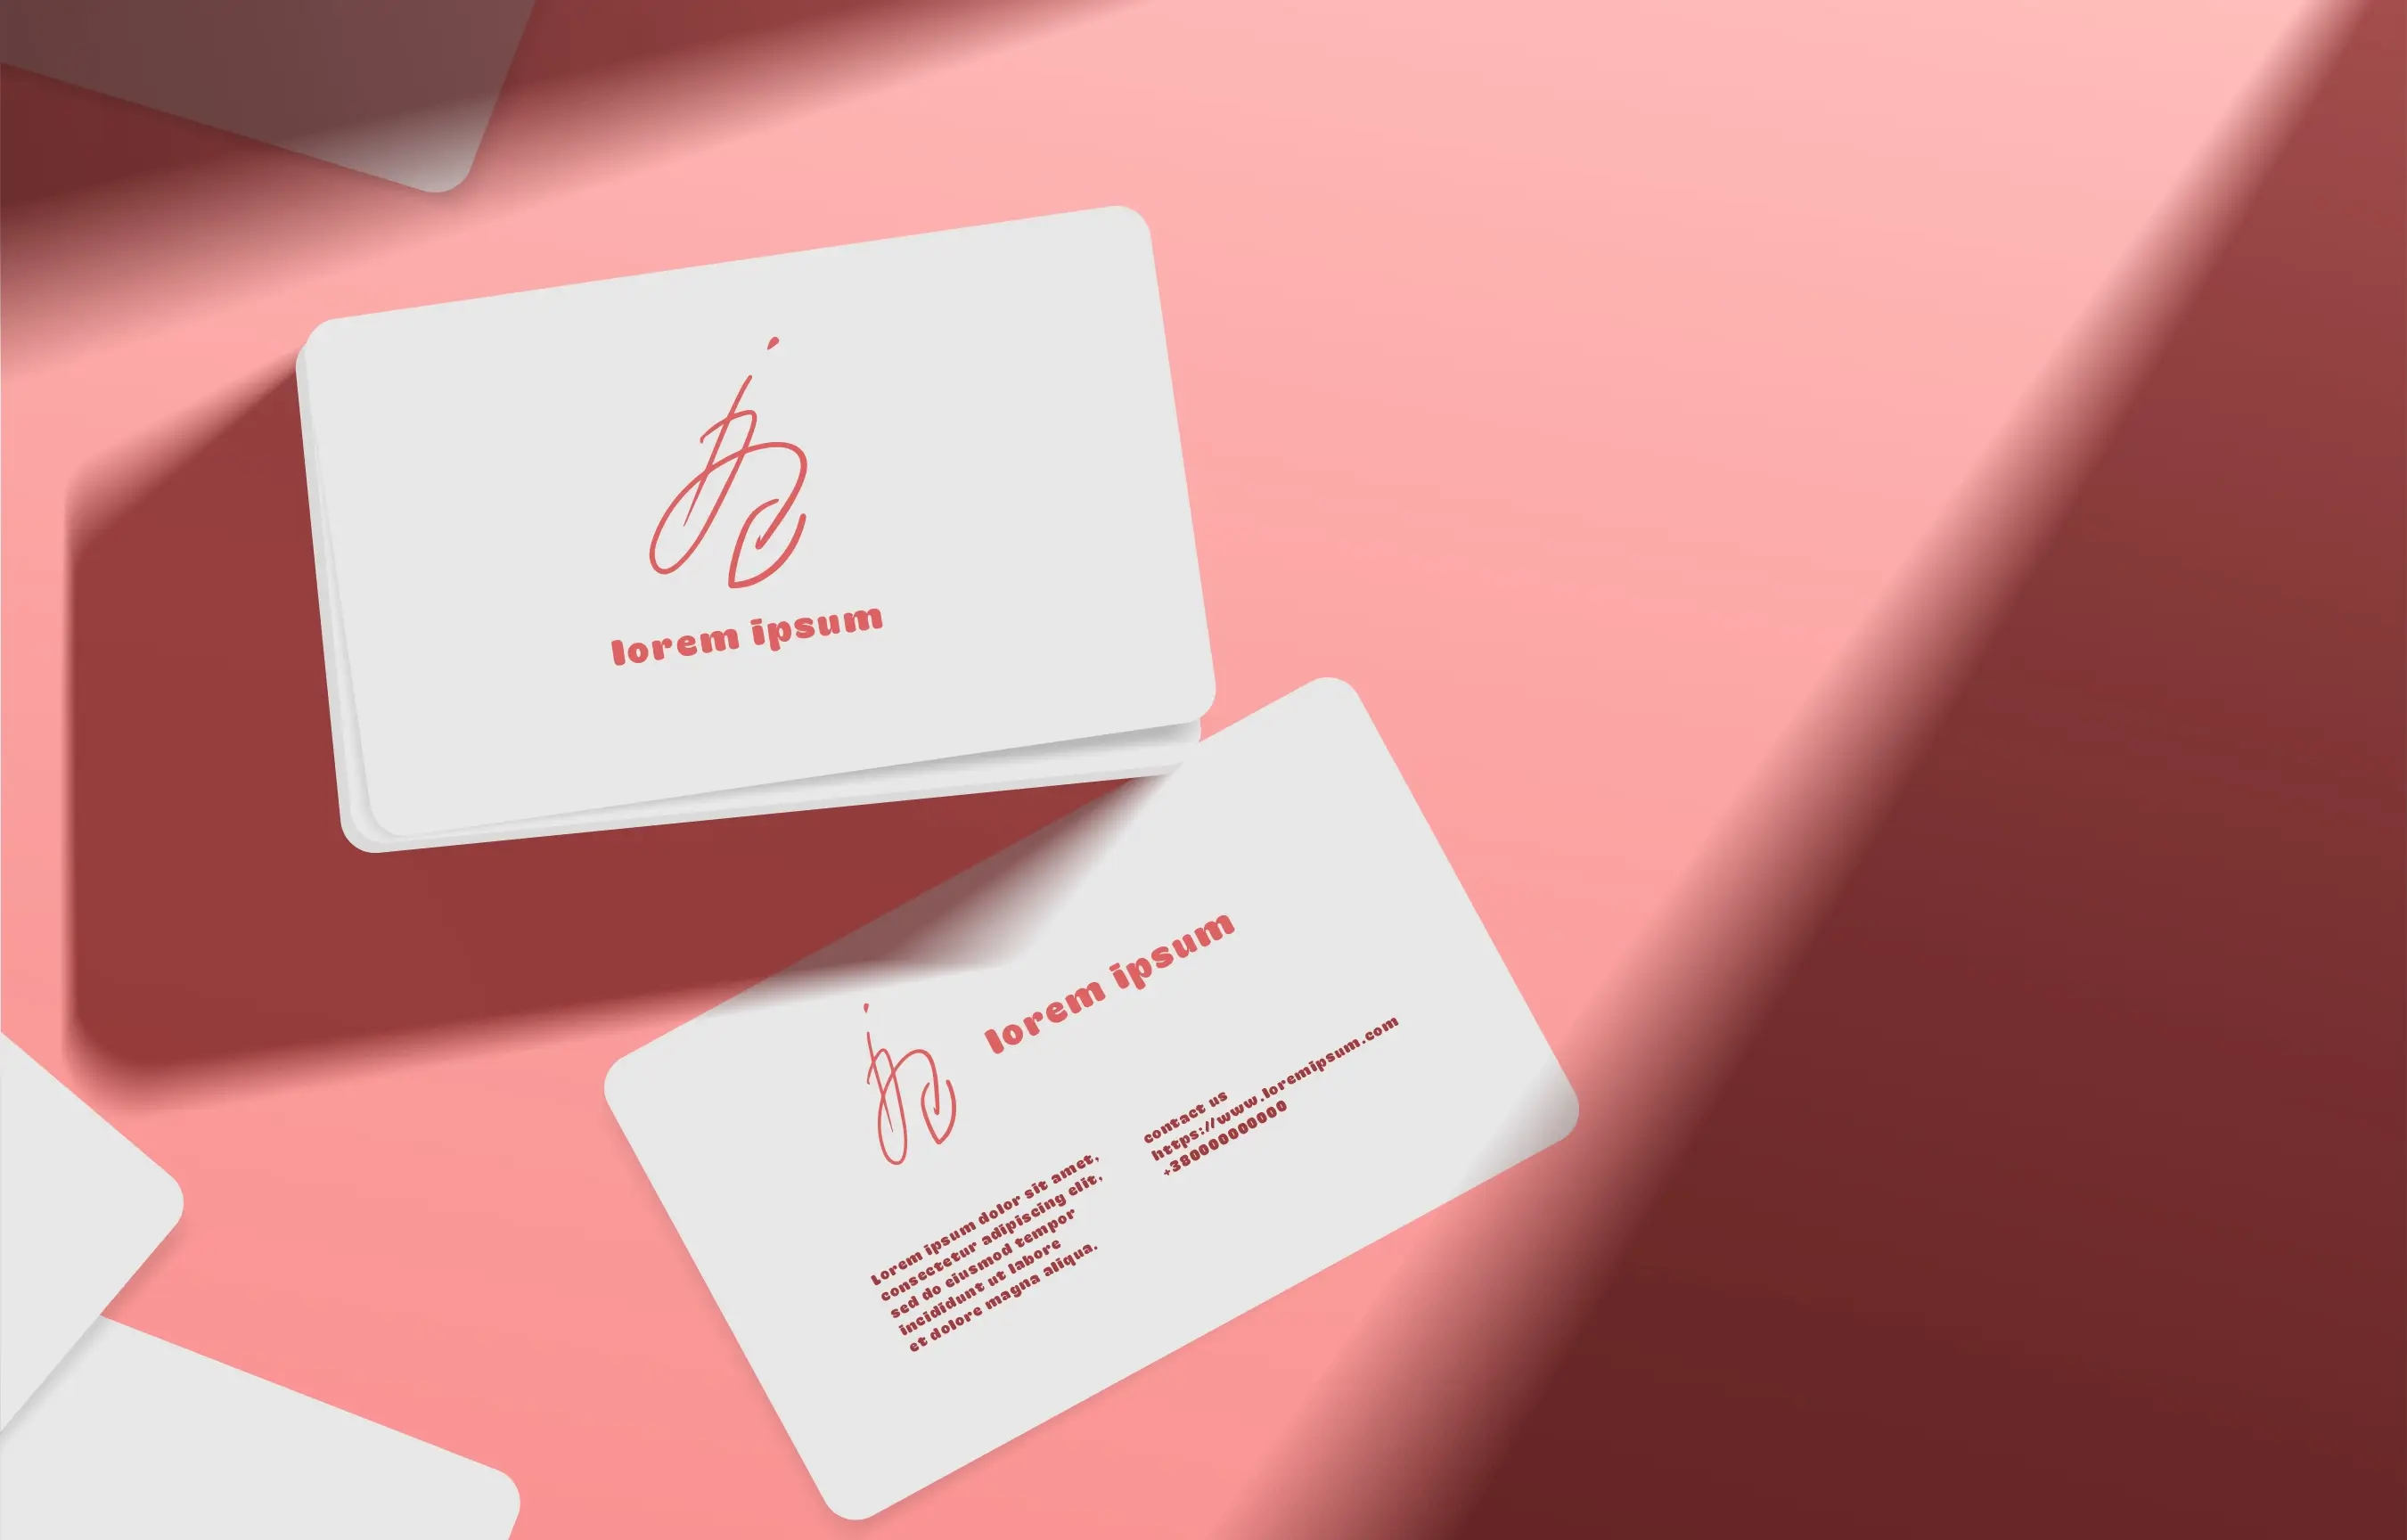 lorem ipsum
lorem ipsum
contact us
https://www.loremipsum.com
+380000000000
Lorem ipsum dolor sit amet,
consectetur adipiscing elit,
sed do eiusmod tempor
incididunt ut labore
et dolore magna aliqua.